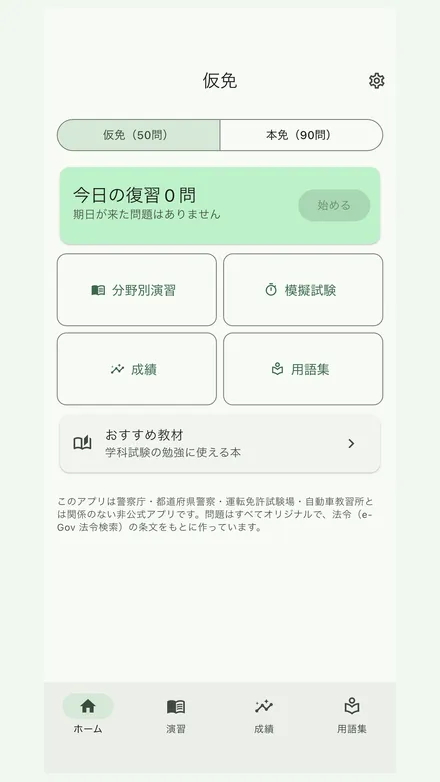 仮免
仮免（50問）
本免（90問）
今日の復習0問
期日が来た問題はありません
始める
分野別演習
模擬試験
成績
用語集
おすすめ教材
学科試験の勉強に使える本
このアプリは警察庁・都道府県警察・運転免許試験場・自動車教習所と
は関係のない非公式アプリです。問題はすべてオリジナルで、法令（e-
Gov 法令検索）の条文をもとに作っています。
ホーム
演習
成績
用語集